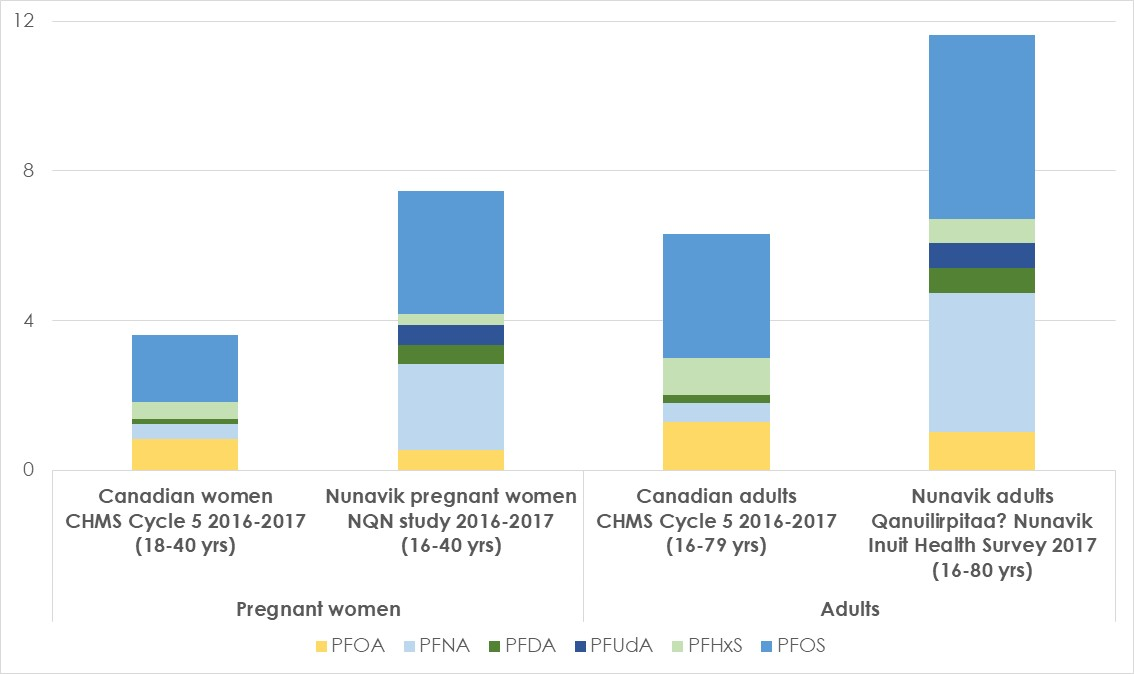 12
8
4
0
Canadian women
CHMS Cycle 5 2016-2017
(18-40 yrs)
Nunavik pregnant women
NQN study 2016-2017
(16-40 yrs)
Canadian adults
CHMS Cycle 5 2016-2017
(16-79 yrs)
Nunavik adults
Qanuilirpitaa? Nunavik
Inuit Health Survey 2017
(16-80 yrs)
Pregnant women
Adults
PFOA PFNA PFDA PFUdA PFHxS PFOS